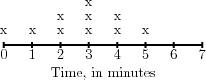 x
x x x
x x x x x x
0 1 2 3 4 5 6 7
Time, in minutes